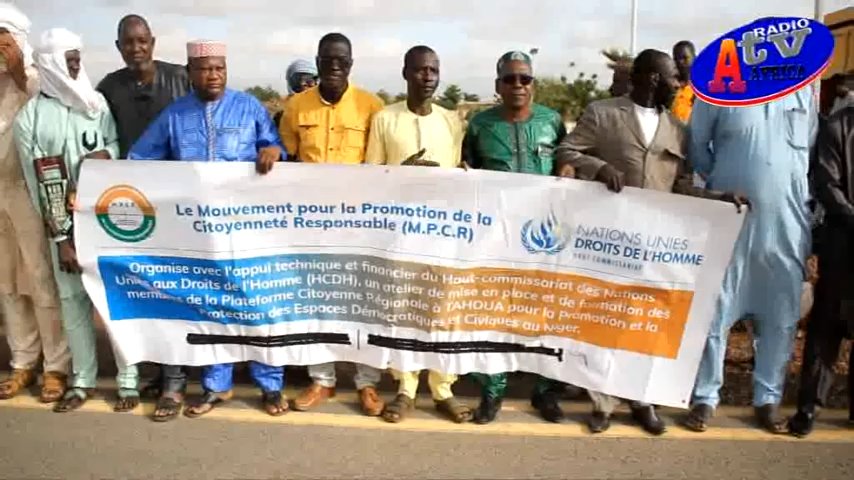 RADIO
Atv
AFRICA
M.P.C.R
Le Mouvement pour la Promotion de la
Citoyenneté Responsable (M.P.C.R)
NATIONS UNIES
DROITS DE L'HOMME
HAUT-COMMISSARIAT
Organise avec l'appui technique et financier du Haut-commissariat des Nations
Unies aux Droits de l'Homme (HCDH), un atelier de mise en place et de formation des
membres de la Plateforme Citoyenne Régionale à TAHOUA pour la promotion et la
Protection des Espaces Démocratiques et Civiques au Niger.